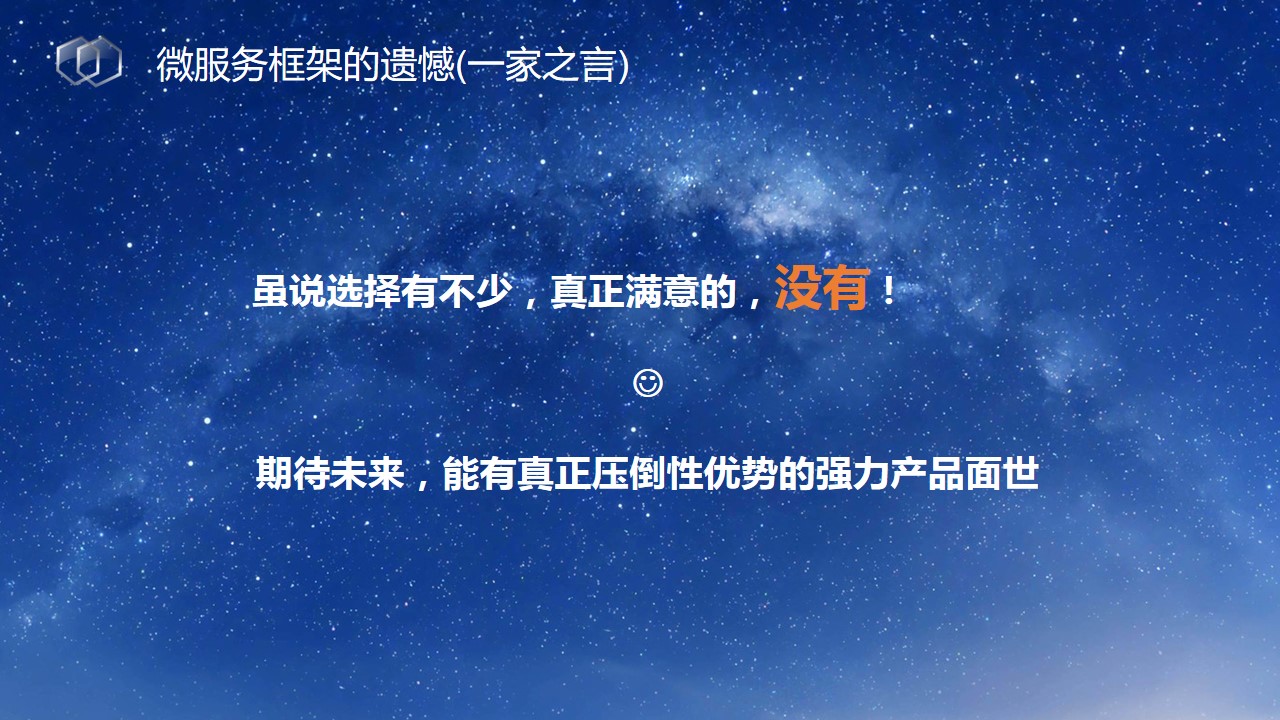 微服务框架的遗憾(一家之言)
虽说选择有不少，真正满意的，没有！
☺
期待未来，能有真正压倒性优势的强力产品面世